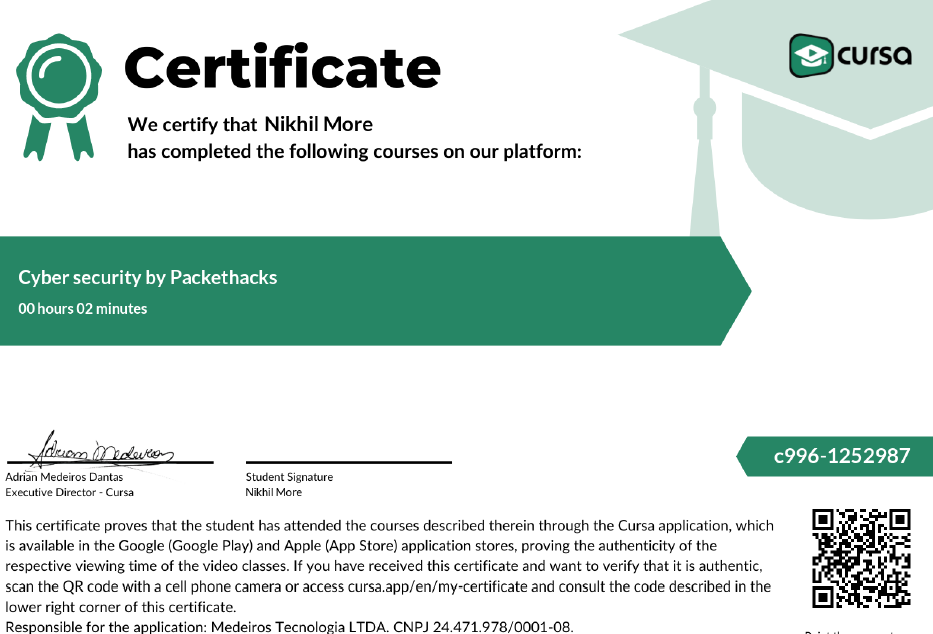 Certificate
cursa
We certify that Nikhil More
has completed the following courses on our platform:
Cyber security by Packethacks
00 hours 02 minutes
Adrian Medeiros
Adrian Medeiros Dantas
Executive Director - Cursa
Student Signature
Nikhil More
c996-1252987
This certificate proves that the student has attended the courses described therein through the Cursa application, which
is available in the Google (Google Play) and Apple (App Store) application stores, proving the authenticity of the
respective viewing time of the video classes. If you have received this certificate and want to verify that it is authentic,
scan the QR code with a cell phone camera or access cursa.app/en/my-certificate and consult the code described in the
lower right corner of this certificate.
Responsible for the application: Medeiros Tecnologia LTDA. CNPJ 24.471.978/0001-08.